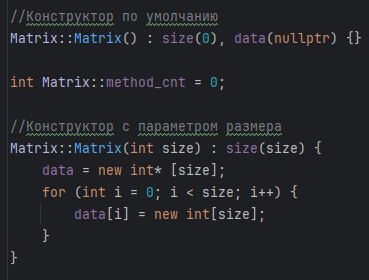 //Конструктор по умолчанию
Matrix::Matrix() : size(0), data(nullptr) {}
int Matrix::method_cnt = 0;
//Конструктор с параметром размера
Matrix::Matrix(int size) : size(size) {
data = new int* [size];
for (int i = 0; i < size; i++) {
data[i] = new int[size];
}
}